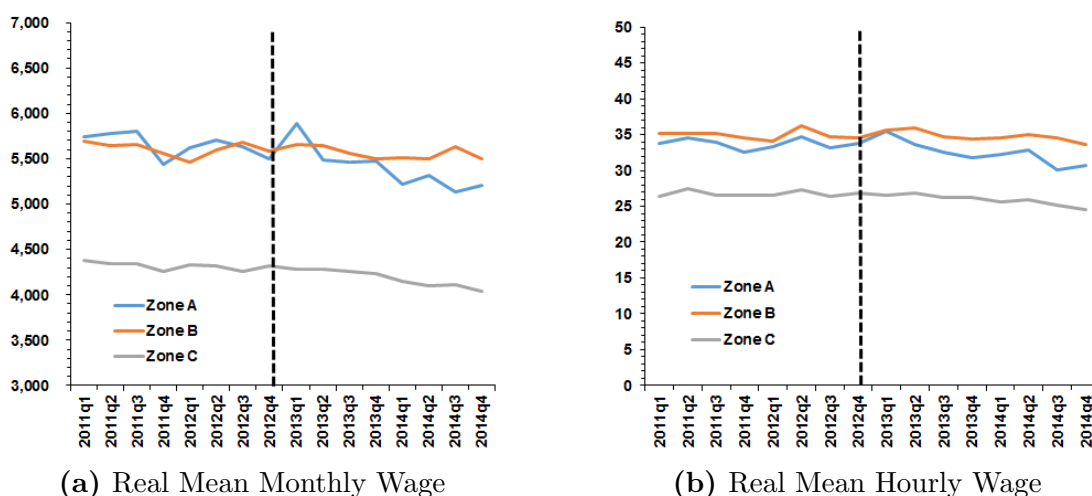 7,000
6,500
6,000
5,500
5,000
4,500
4,000
3,500
3,000
Zone A
Zone B
Zone C
2011q1 2011q2 2011q3 2011q4 2012q1 2012q2 2012q3 2012q4 2013q1 2013q2 2013q3 2013q4 2014q1 2014q2 2014q3 2014q4
(a) Real Mean Monthly Wage
50
45
40
35
30
25
20
15
10
5
0
Zone A
Zone B
Zone C
2011q1 2011q2 2011q3 2011q4 2012q1 2012q2 2012q3 2012q4 2013q1 2013q2 2013q3 2013q4 2014q1 2014q2 2014q3 2014q4
(b) Real Mean Hourly Wage